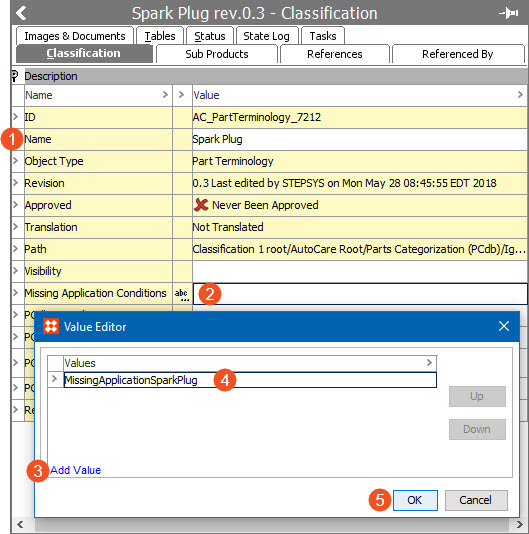 Spark Plug rev.0.3 - Classification
Images & Documents Tables Status State Log Tasks
Classification Sub Products References Referenced By
Description
Name > > Value >
> ID AC_PartTerminology_7212
1 Name Spark Plug
> Object Type Part Terminology
> Revision 0.3 Last edited by STEPSYS on Mon May 28 08:45:55 EDT 2018
> Approved Never Been Approved
> Translation Not Translated
> Path Classification 1 root/AutoCare Root/Parts Categorization (PCdb)/Ig...
> Visibility
> Missing Application Conditions abc... 2
Value Editor
> Values >
> MissingApplicationSparkPlug 4
Up
Down
3 Add Value
5 OK Cancel